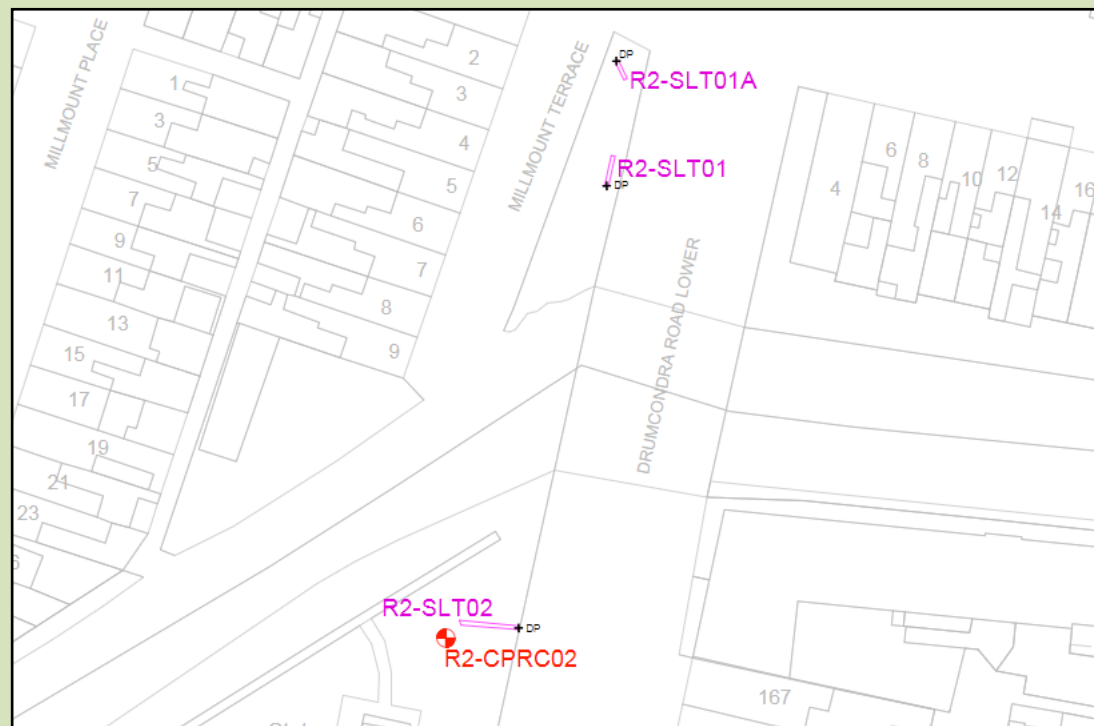 MILLMOUNT PLACE
1
3
5
7
9
11
13
15
17
19
21
23
2
3
4
5
6
7
8
9
MILLMOUNT TERRACE
DP
R2-SLT01A
R2-SLT01
DP
DRUMCONDRA ROAD LOWER
4
6
8
10
12
14
16
R2-SLT02
DP
R2-CPRC02
167